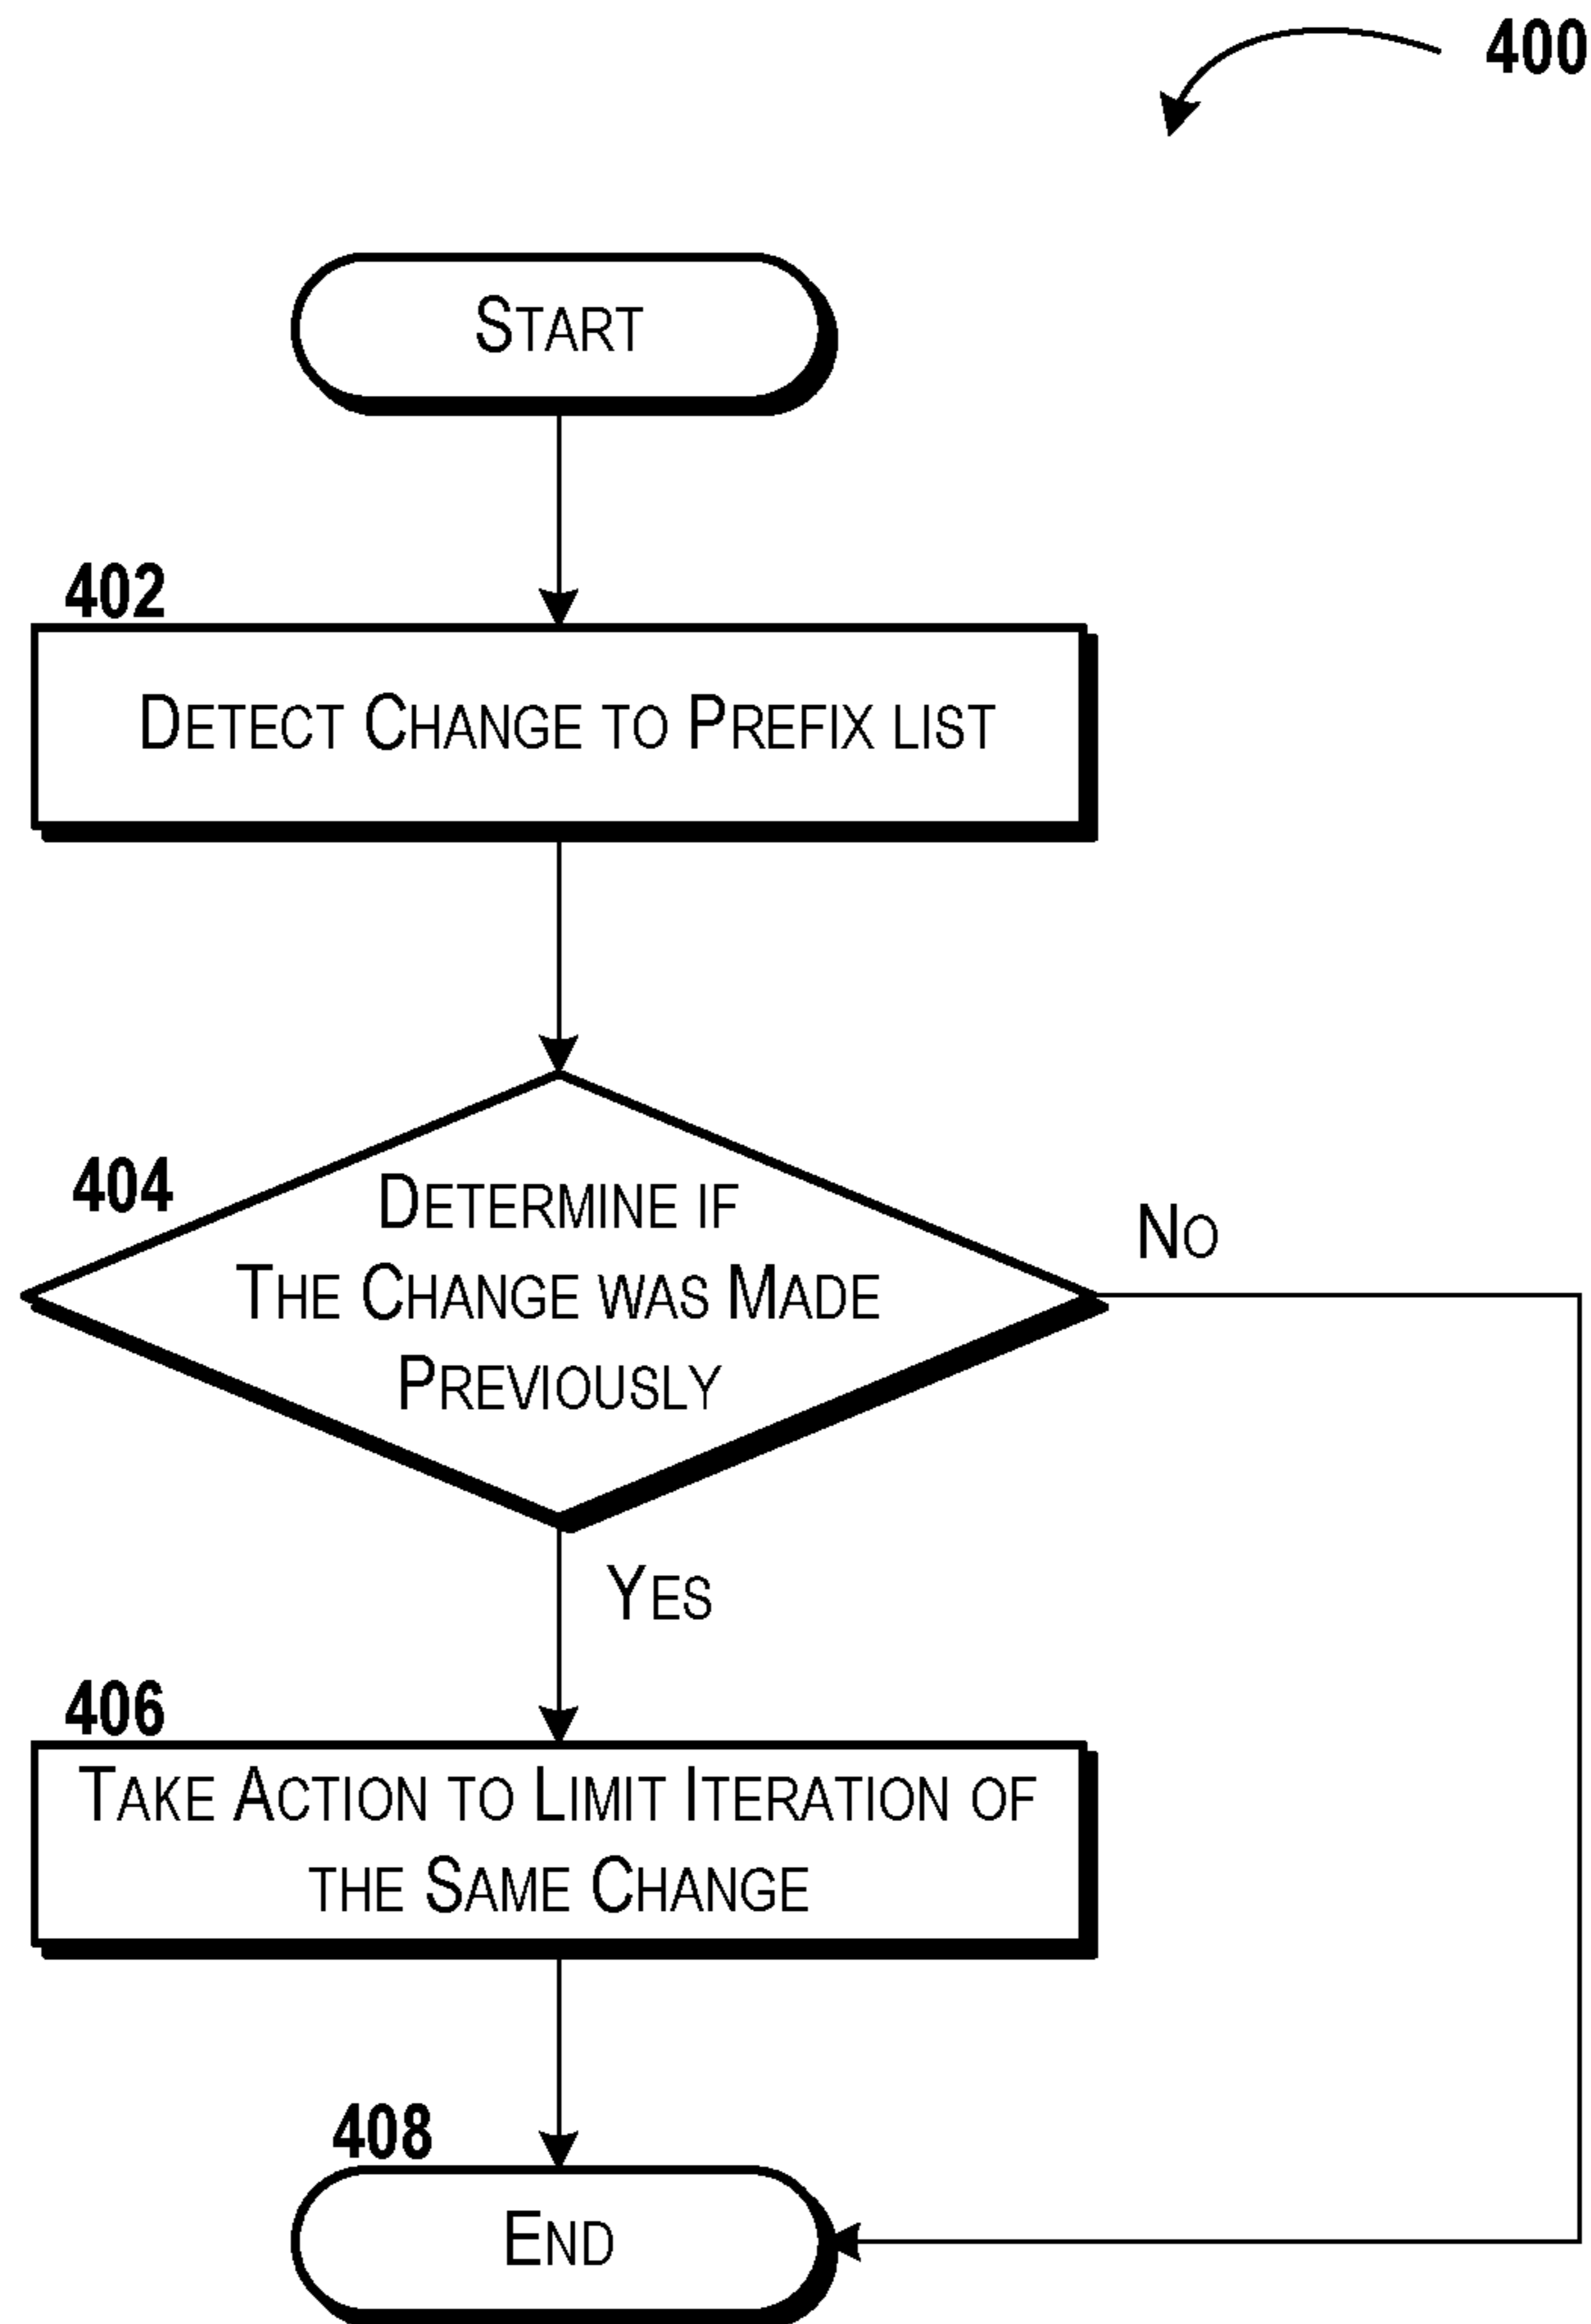 400
START
402
DETECT CHANGE TO PREFIX LIST
404
DETERMINE IF
THE CHANGE WAS MADE
PREVIOUSLY
NO
YES
406
TAKE ACTION TO LIMIT ITERATION OF
THE SAME CHANGE
408
END